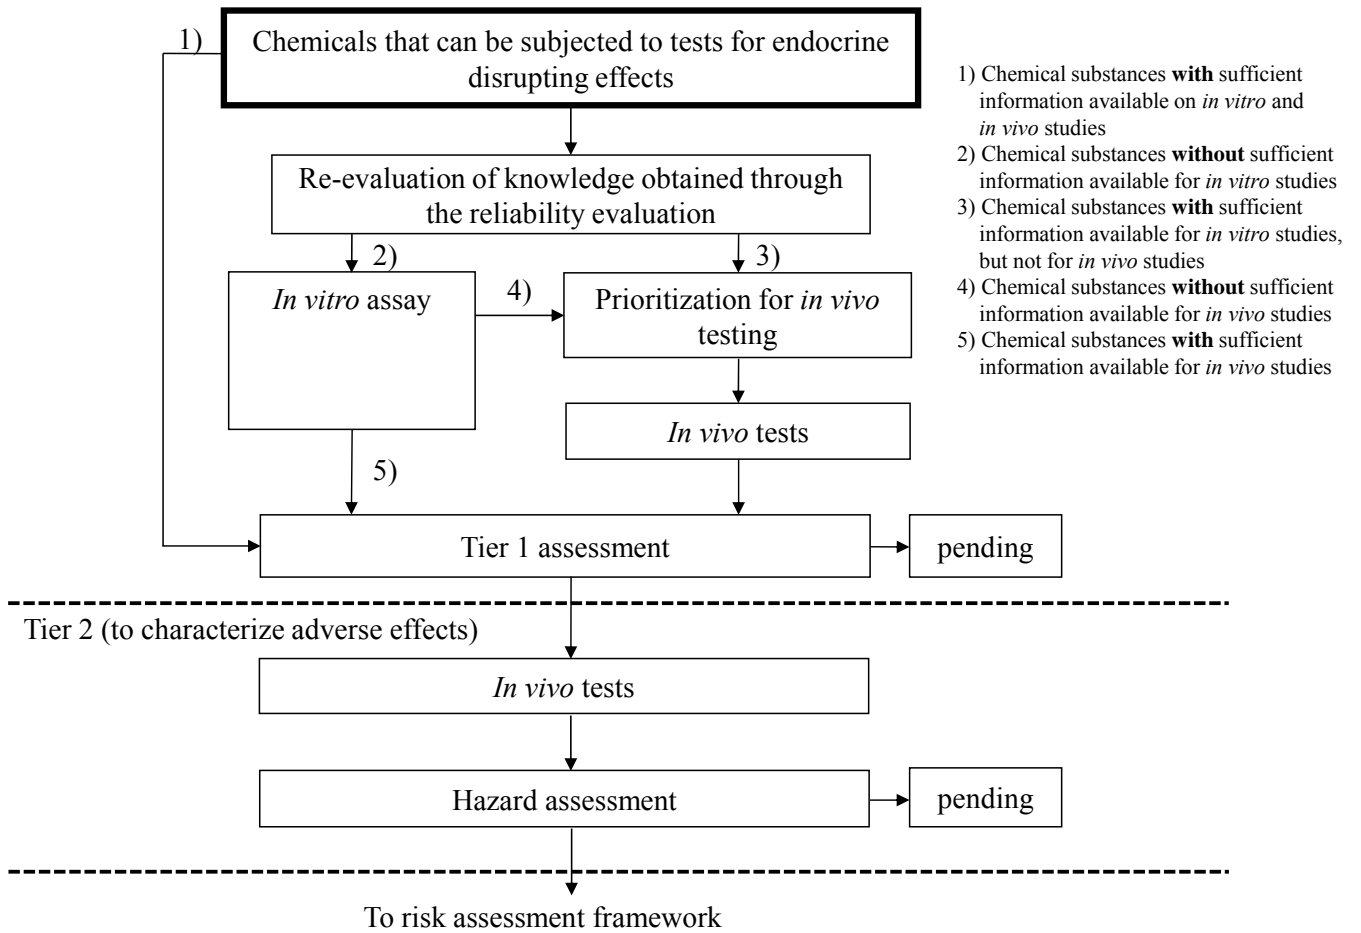 1)
Chemicals that can be subjected to tests for endocrine
disrupting effects
Re-evaluation of knowledge obtained through
the reliability evaluation
2)
3)
In vitro assay
4)
Prioritization for in vivo
testing
In vivo tests
5)
Tier 1 assessment
pending
Tier 2 (to characterize adverse effects)
In vivo tests
Hazard assessment
pending
To risk assessment framework
1) Chemical substances with sufficient
information available on in vitro and
in vivo studies
2) Chemical substances without sufficient
information available for in vitro studies
3) Chemical substances with sufficient
information available for in vitro studies,
but not for in vivo studies
4) Chemical substances without sufficient
information available for in vivo studies
5) Chemical substances with sufficient
information available for in vivo studies